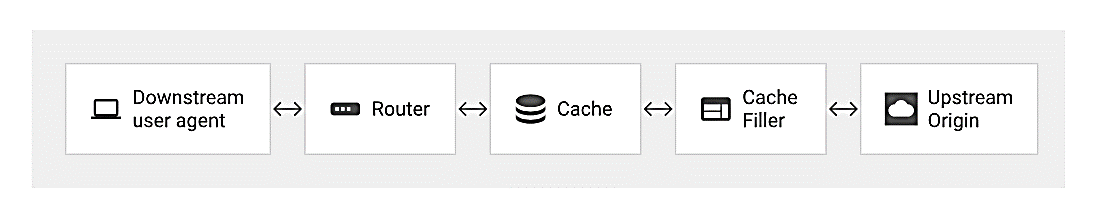 Downstream
user agent
Router
Cache
Cache
Filler
Upstream
Origin